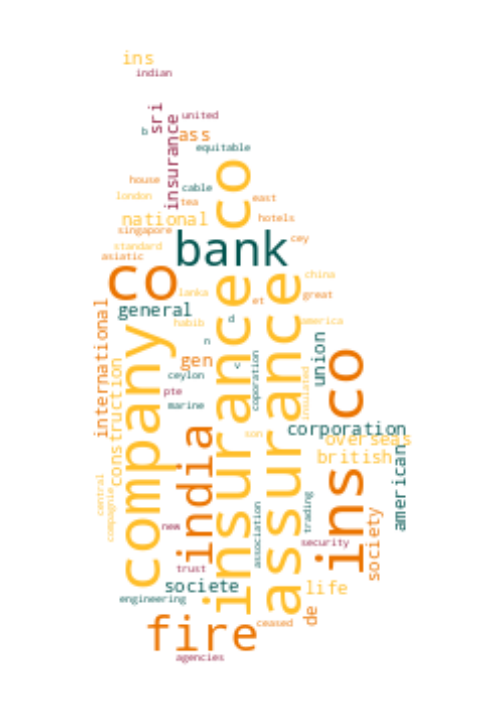 ins
indian
sri
united
b
ass
insurance
equitable
co
house
cable
london
tea
east
national
hotels
singapore
bank
cey
standard
asiatic
co
china
lanka
great
et
general
international
habib
d
america
company
insurance
assurance
n
union
gen
v
ceylon
coporation
construction
pte
insulated
ins co
marine
india
son
corporation
overseas
british
american
central
compagnie
trading
association
new
society
security
trust
societe
life
engineering
de
fire
ceased
agencies